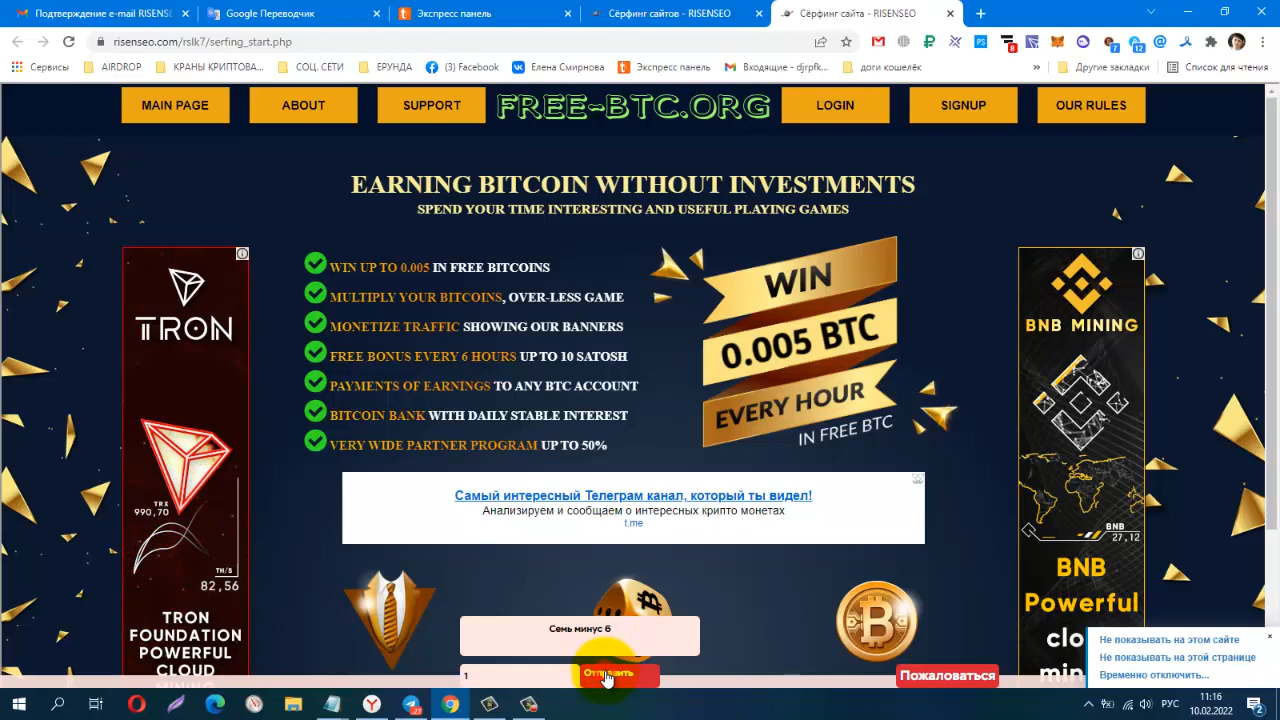 Подтверждение e-mail RISENSE
Google Переводчик
Экспресс панель
Сёрфинг сайтов - RISENSEO
Сёрфинг сайта - RISENSEO
risenseo.com/rslk7/serfing_start.php
8
7
12
Сервисы
AIRDROP
КРАНЫ КРИПТОВА...
СОЦ. СЕТИ
ЕРУНДА
(3) Facebook
Елена Смирнова
Экспресс панель
Входящие - djrpfk...
доги кошелёк
»
Другие закладки
Список для чтения
MAIN PAGE
ABOUT
SUPPORT
FREE-BTC.ORG
LOGIN
SIGNUP
OUR RULES
EARNING BITCOIN WITHOUT INVESTMENTS
SPEND YOUR TIME INTERESTING AND USEFUL PLAYING GAMES
WIN UP TO 0.005 IN FREE BITCOINS
MULTIPLY YOUR BITCOINS, OVER-LESS GAME
MONETIZE TRAFFIC SHOWING OUR BANNERS
FREE BONUS EVERY 6 HOURS UP TO 10 SATOSH
PAYMENTS OF EARNINGS TO ANY BTC ACCOUNT
BITCOIN BANK WITH DAILY STABLE INTEREST
VERY WIDE PARTNER PROGRAM UP TO 50%
WIN
0.005 BTC
EVERY HOUR
IN FREE BTC
TRON
TRX
990,70
TH/S
82,56
TRON
FOUNDATION
POWERFUL
CLOUD
MINING
BNB MINING
BNB
27,12
BNB
Powerful
clo
min
Самый интересный Телеграм канал, который ты видел!
Анализируем и сообщаем о интересных крипто монетах
t.me
Семь минус 6
1
Отправить
Пожаловаться
Не показывать на этом сайте
Не показывать на этой странице
Временно отключить...
27
РУС
11:16
10.02.2022
2